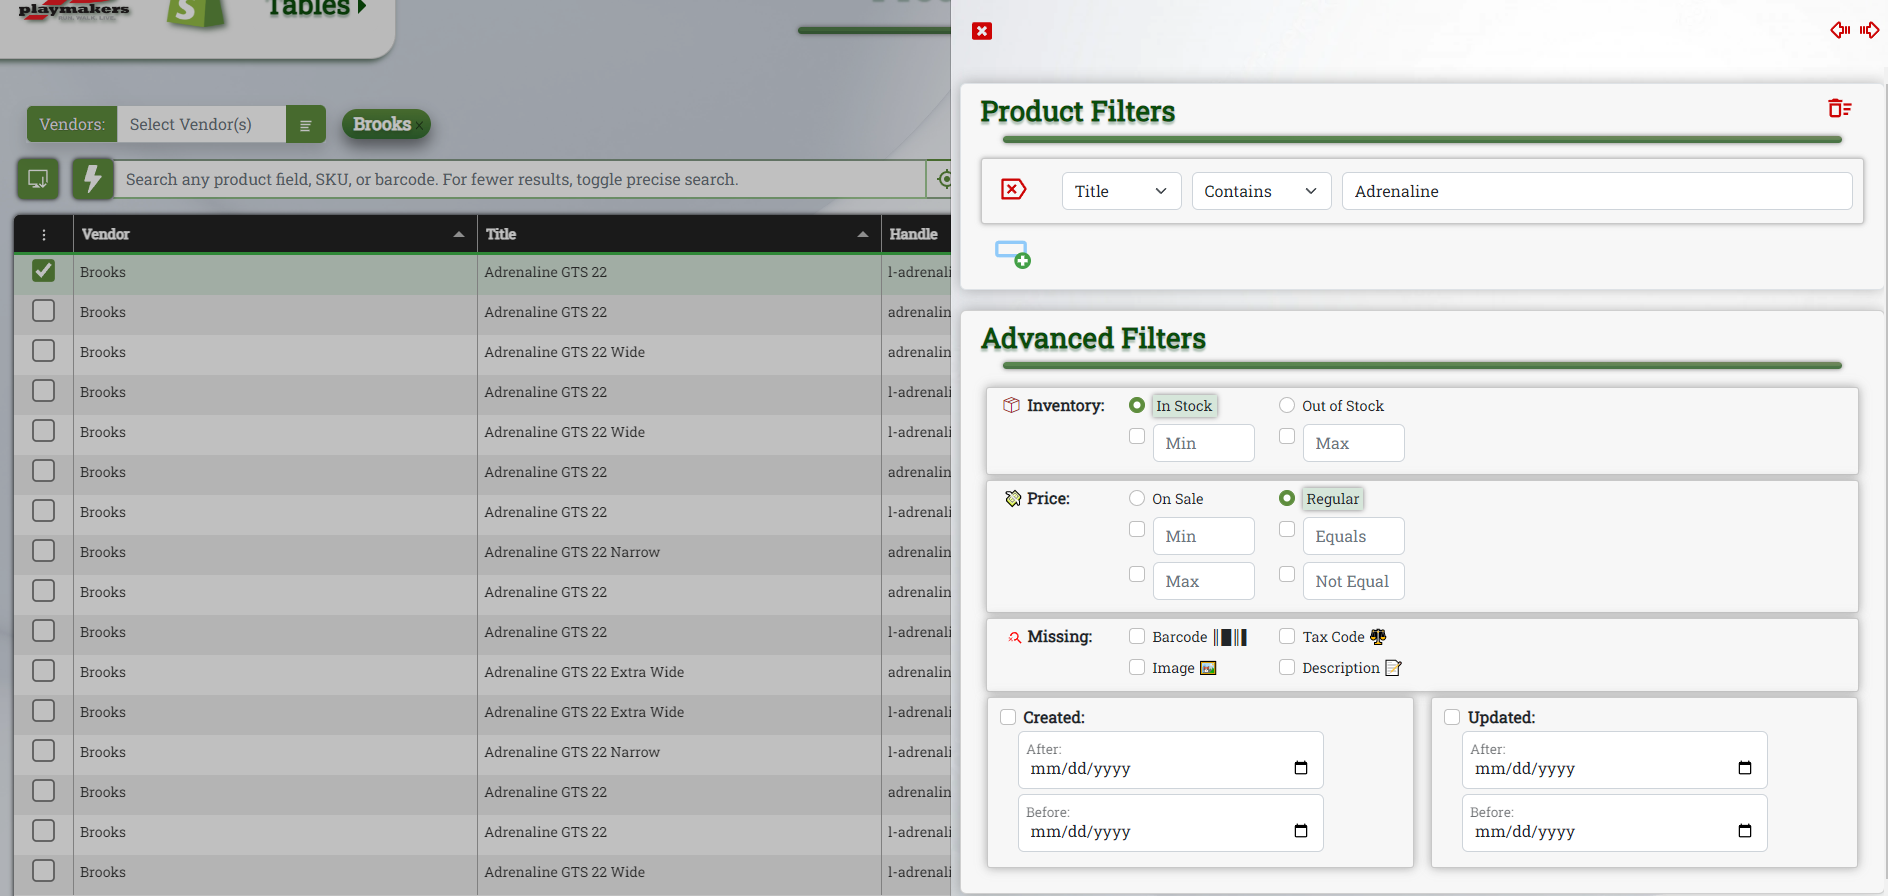 playmakers
Tables
Vendors:
Select Vendor(s)
Brooks ×
Search any product field, SKU, or barcode. For fewer results, toggle precise search.
Vendor
Title
Handle
Brooks
Adrenaline GTS 22
l-adrenali
Brooks
Adrenaline GTS 22
adrenalin
Brooks
Adrenaline GTS 22 Wide
adrenalin
Brooks
Adrenaline GTS 22
l-adrenali
Brooks
Adrenaline GTS 22 Wide
l-adrenali
Brooks
Adrenaline GTS 22
adrenalin
Brooks
Adrenaline GTS 22
l-adrenali
Brooks
Adrenaline GTS 22 Narrow
adrenalin
Brooks
Adrenaline GTS 22
adrenalin
Brooks
Adrenaline GTS 22
l-adrenali
Brooks
Adrenaline GTS 22 Extra Wide
adrenalin
Brooks
Adrenaline GTS 22 Extra Wide
l-adrenali
Brooks
Adrenaline GTS 22 Narrow
l-adrenali
Brooks
Adrenaline GTS 22
adrenalin
Brooks
Adrenaline GTS 22
l-adrenali
Brooks
Adrenaline GTS 22 Wide
l-adrenali
Product Filters
Title
Contains
Adrenaline
Advanced Filters
Inventory:
In Stock
Out of Stock
Min
Max
Price:
On Sale
Regular
Min
Equals
Max
Not Equal
Missing:
Barcode
Tax Code
Image
Description
Created:
After:
mm/dd/yyyy
Before:
mm/dd/yyyy
Updated:
After:
mm/dd/yyyy
Before:
mm/dd/yyyy